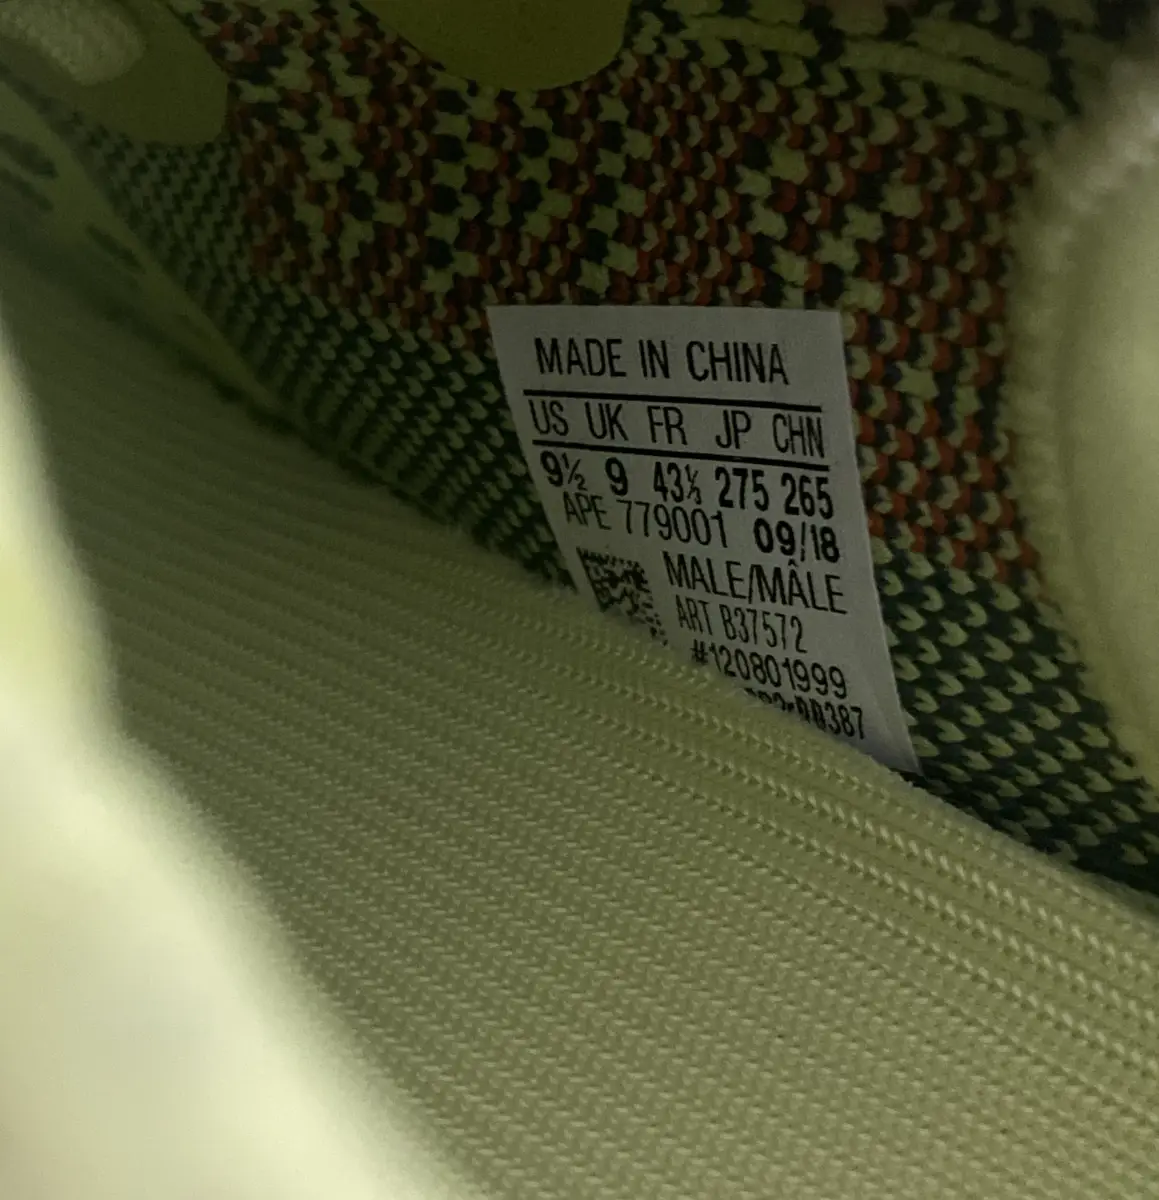 MADE IN CHINA
US UK FR JP CHN
9½ 9 43⅓ 275 265
APE 779001 09/18
MALE/MÂLE
ART B37572
#120801999
387